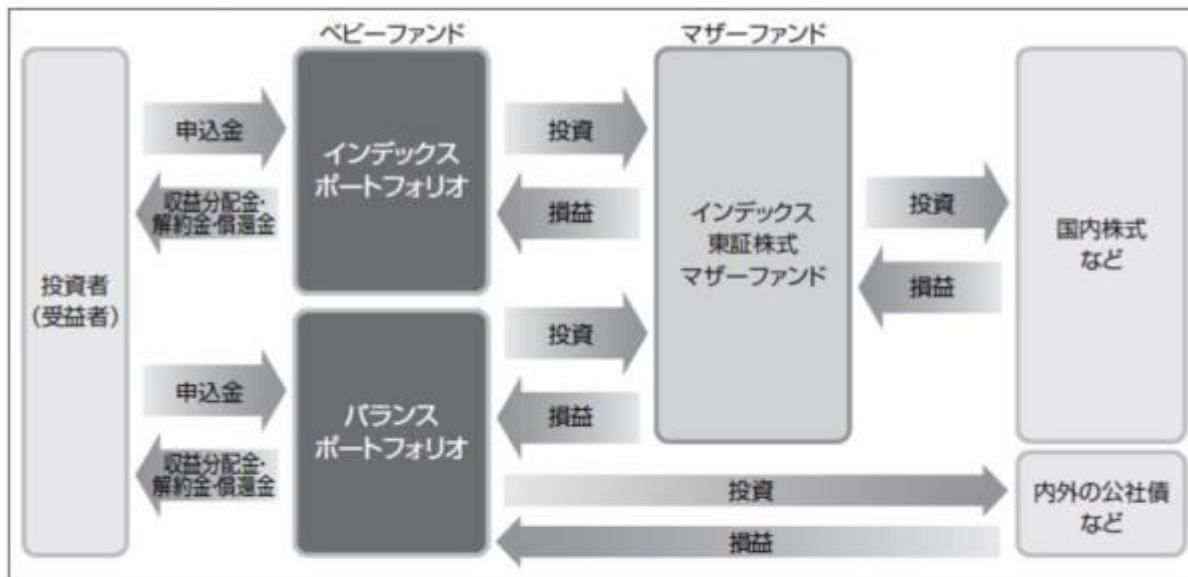 ベビーファンド
マザーファンド
投資者
(受益者)
申込金
収益分配金・
解約金・償還金
インデックス
ポートフォリオ
投資
損益
申込金
収益分配金・
解約金・償還金
バランス
ポートフォリオ
投資
損益
インデックス
東証株式
マザーファンド
投資
損益
国内株式
など
投資
損益
内外の公社債
など